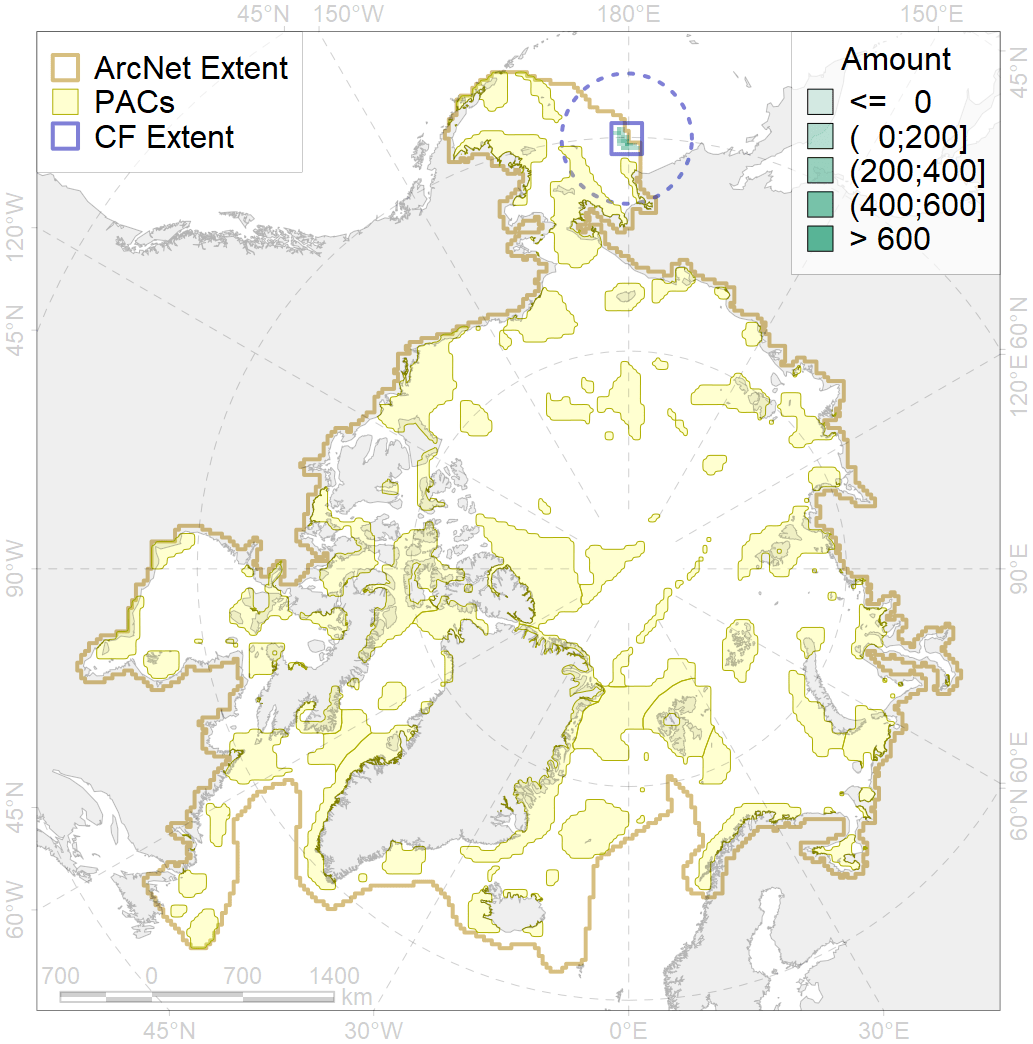 45°N 150°W 180°E 150°E
ArcNet Extent
PACs
CF Extent
Amount
<= 0
( 0;200]
(200;400]
(400;600]
> 600
45°N
120°W
45°N
90°W
45°N
60°W
60°N
120°E
90°E
60°E
60°N
700 0 700 1400
km
45°W 30°W 0°E 30°E